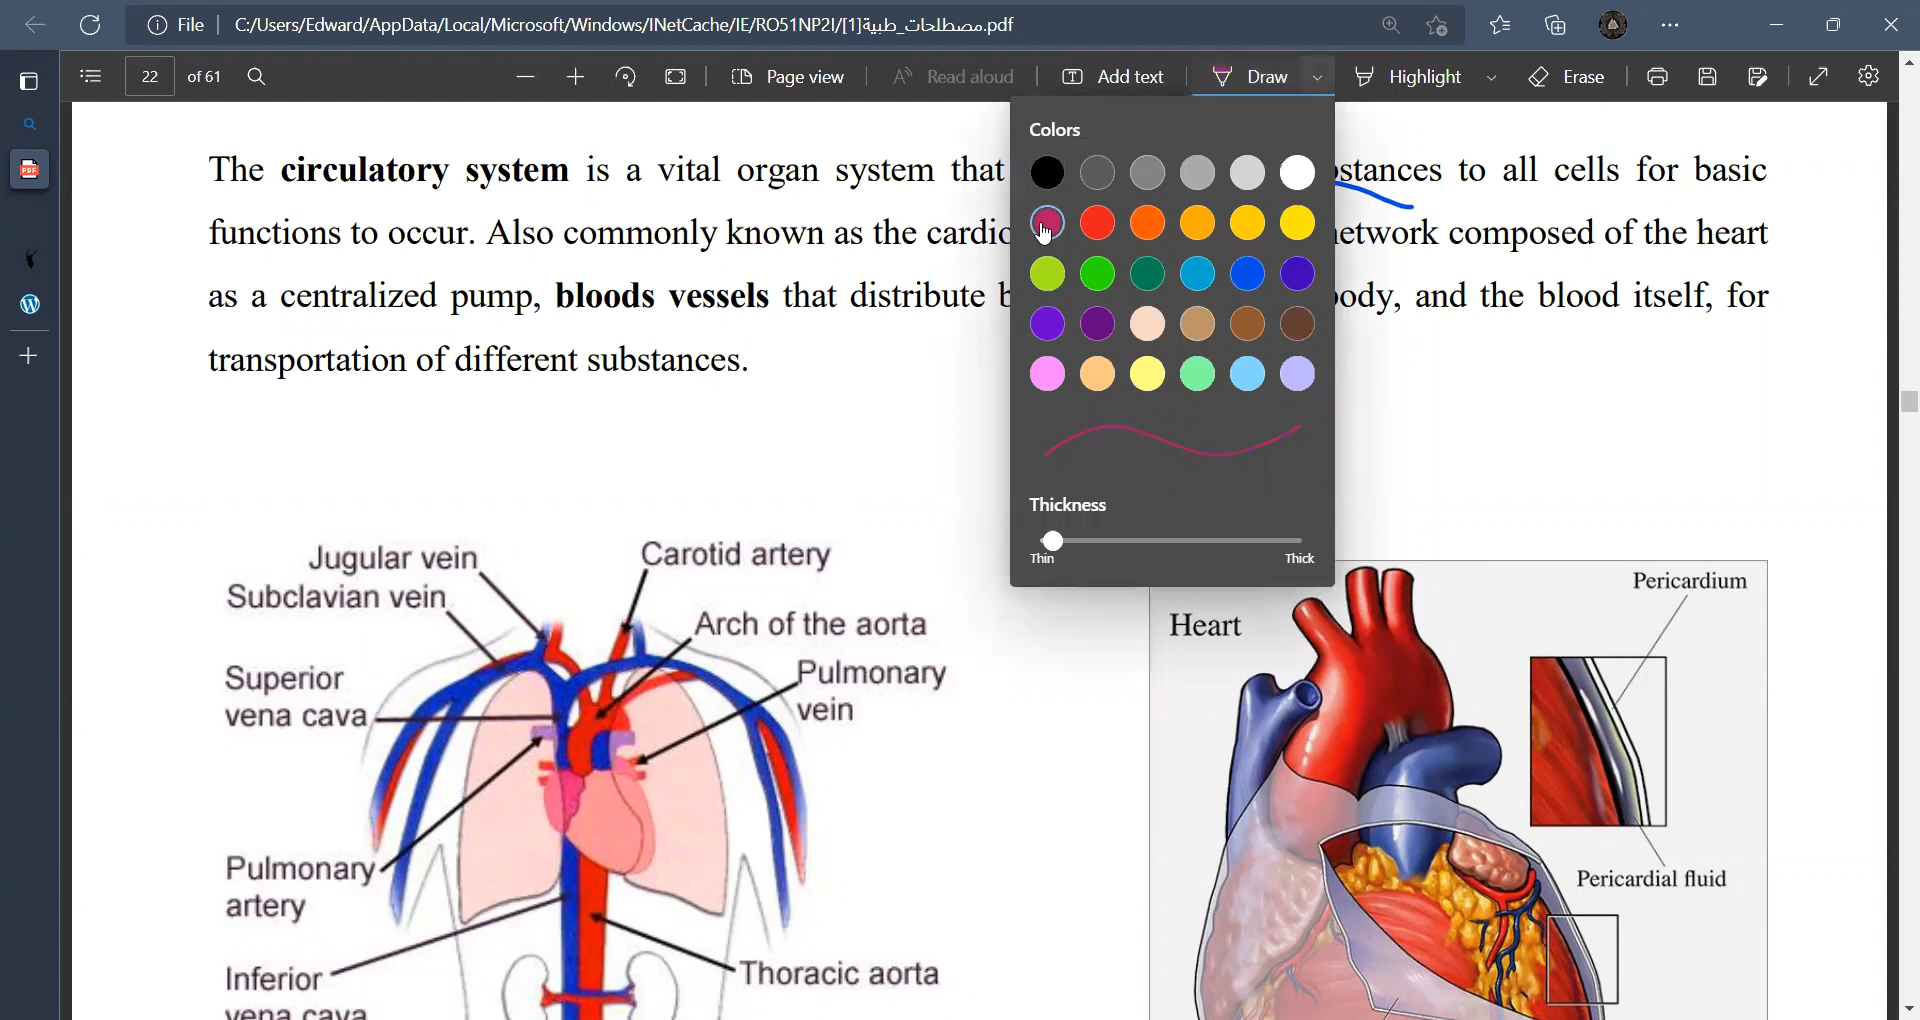 File
C:/Users/Edward/AppData/Local/Microsoft/Windows/INetCache/IE/RO51NP2I/[1]مصطلحات_طبية.pdf
22 of 61
Page view
Read aloud
Add text
Draw
Highlight
Erase
PDF
Colors
Thickness
Thin Thick
The circulatory system is a vital organ system that stances to all cells for basic
functions to occur. Also commonly known as the cardio etwork composed of the heart
as a centralized pump, bloods vessels that distribute b ody, and the blood itself, for
transportation of different substances.
Jugular vein
Carotid artery
Subclavian vein
Arch of the aorta
Superior
vena cava
Pulmonary
vein
Pulmonary
artery
Thoracic aorta
Inferior
vena cava
Heart
Pericardium
Pericardial fluid